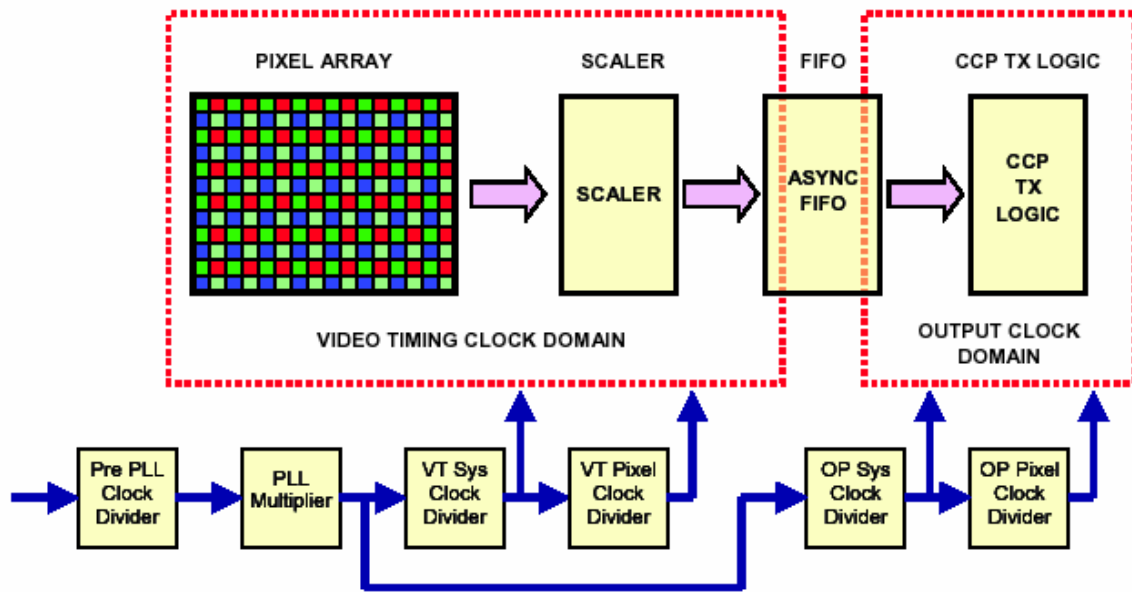 PIXEL ARRAY
SCALER
FIFO
CCP TX LOGIC
SCALER
ASYNC
FIFO
CCP
TX
LOGIC
VIDEO TIMING CLOCK DOMAIN
OUTPUT CLOCK
DOMAIN
Pre PLL
Clock
Divider
PLL
Multiplier
VT Sys
Clock
Divider
VT Pixel
Clock
Divider
OP Sys
Clock
Divider
OP Pixel
Clock
Divider